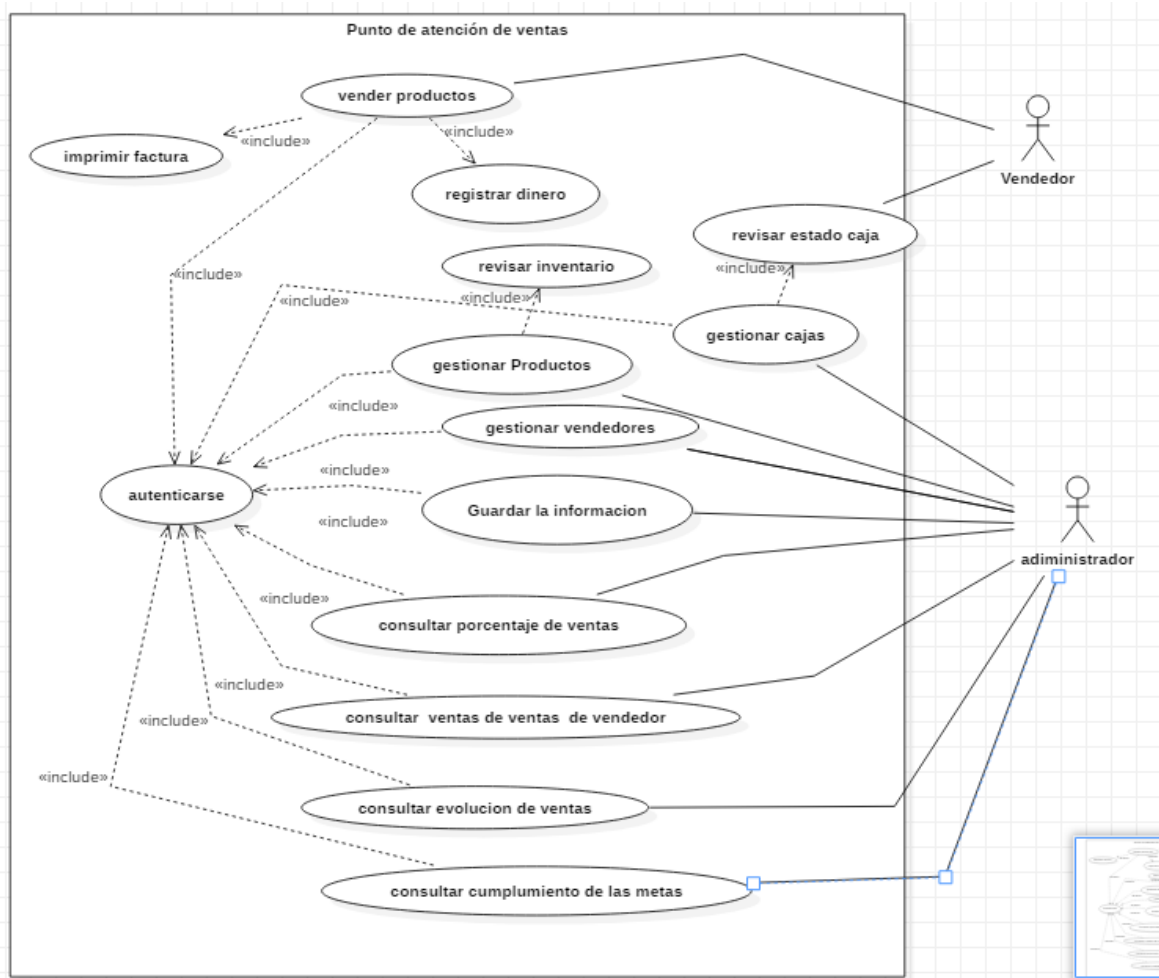 Punto de atención de ventas
vender productos
«include»
«include»
imprimir factura
Vendedor
registrar dinero
revisar estado caja
revisar inventario
«include»
«include»
«include»
«include»
gestionar cajas
gestionar Productos
«include»
gestionar vendedores
«include»
autenticarse
Guardar la informacion
«include»
adiministrador
«include»
consultar porcentaje de ventas
«include»
consultar ventas de ventas de vendedor
«include»
«include»
consultar evolucion de ventas
consultar cumplumiento de las metas